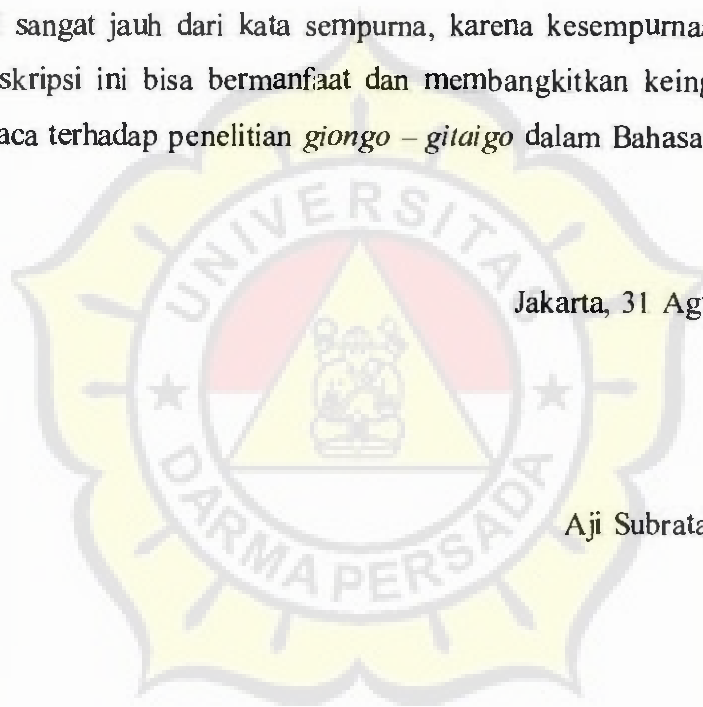 sangat jauh dari kata sempurna, karena kesempurna
skripsi ini bisa bermanfaat dan membangkitkan keing
aca terhadap penelitian giongo – gitaigo dalam Bahasa
UNIVERSITAS
Jakarta, 31 Ag
DARMA PERSADA
Aji Subrata